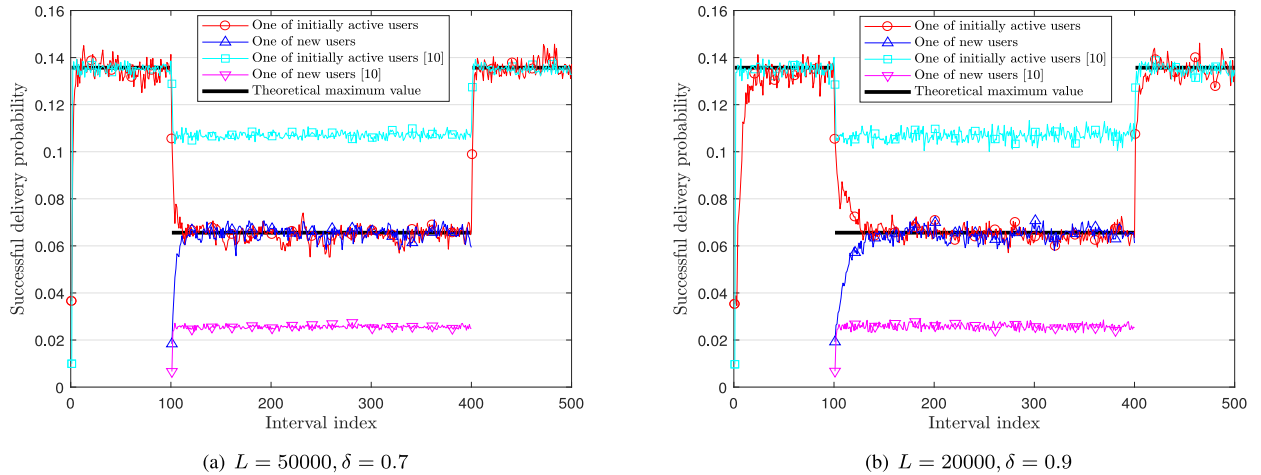 0.16
0.14
0.12
0.1
0.08
0.06
0.04
0.02
0
Successful delivery probability
One of initially active users
One of new users
One of initially active users [10]
One of new users [10]
Theoretical maximum value
0 100 200 300 400 500
Interval index
(a) L = 50000, δ = 0.7
0.16
0.14
0.12
0.1
0.08
0.06
0.04
0.02
0
Successful delivery probability
One of initially active users
One of new users
One of initially active users [10]
One of new users [10]
Theoretical maximum value
0 100 200 300 400 500
Interval index
(b) L = 20000, δ = 0.9